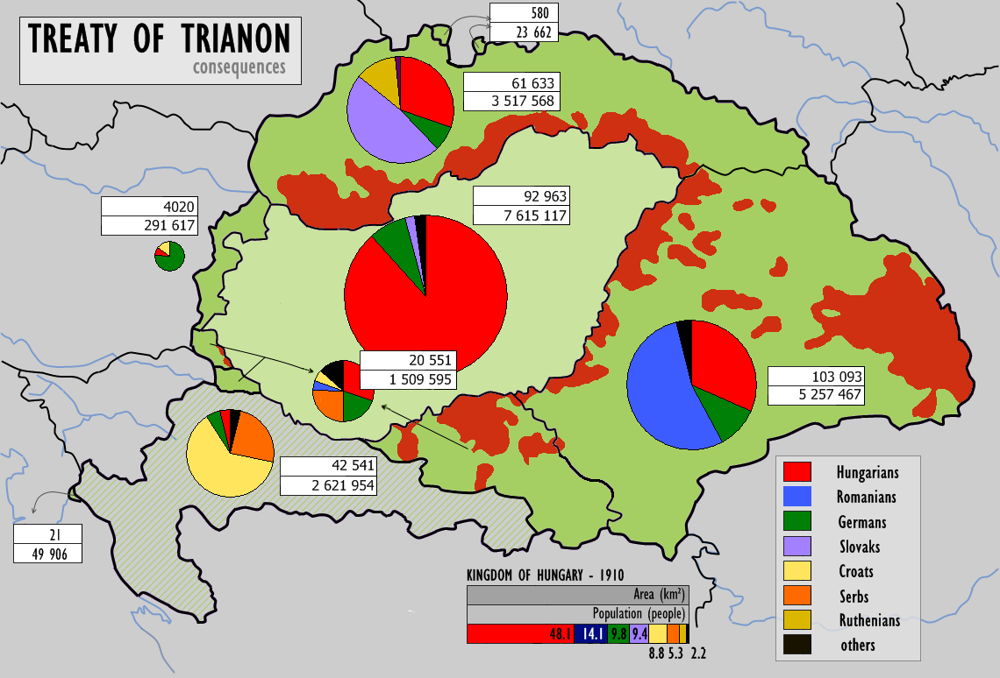 TREATY OF TRIANON
consequences
580
23 662
61 633
3 517 568
92 963
7 615 117
4020
291 617
20 551
1 509 595
103 093
5 257 467
42 541
2 621 954
21
49 906
Hungarians
Romanians
Germans
Slovaks
Croats
Serbs
Ruthenians
others
KINGDOM OF HUNGARY - 1910
Area (km²)
Population (people)
48.1 14.1 9.8 9.4
8.8 5.3 2.2